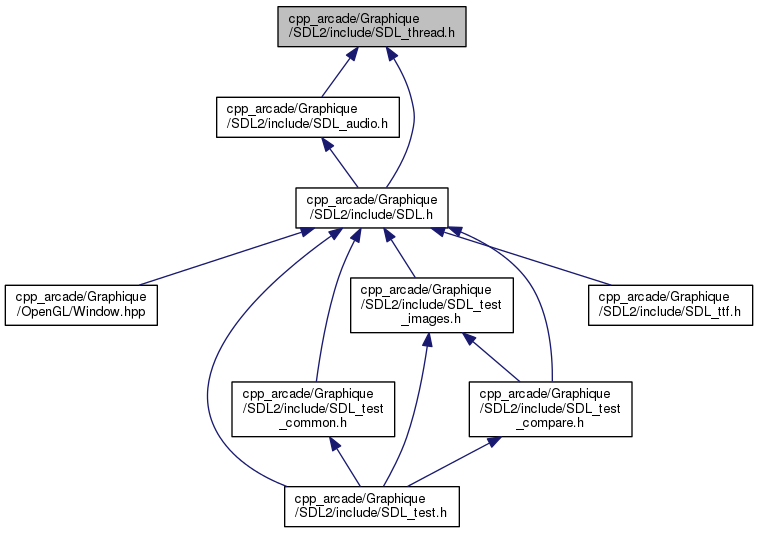 cpp_arcade/Graphique
/SDL2/include/SDL_thread.h
cpp_arcade/Graphique
/SDL2/include/SDL_audio.h
cpp_arcade/Graphique
/SDL2/include/SDL.h
cpp_arcade/Graphique
/OpenGL/Window.hpp
cpp_arcade/Graphique
/SDL2/include/SDL_test
_images.h
cpp_arcade/Graphique
/SDL2/include/SDL_ttf.h
cpp_arcade/Graphique
/SDL2/include/SDL_test
_common.h
cpp_arcade/Graphique
/SDL2/include/SDL_test
_compare.h
cpp_arcade/Graphique
/SDL2/include/SDL_test.h